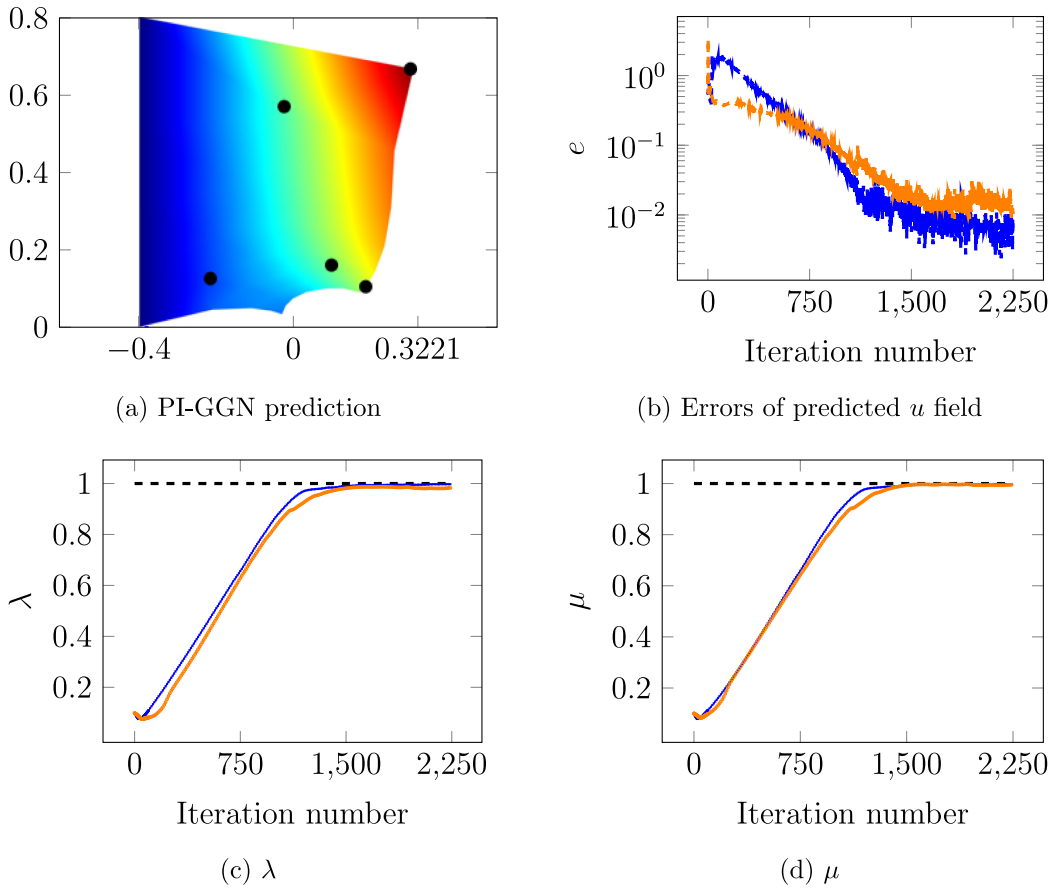 0.8
0.6
0.4
0.2
0
−0.4 0 0.3221
(a) PI-GGN prediction
e
10^0
10^−1
10^−2
0 750 1,500 2,250
Iteration number
(b) Errors of predicted u field
λ
1
0.8
0.6
0.4
0.2
0 750 1,500 2,250
Iteration number
(c) λ
μ
1
0.8
0.6
0.4
0.2
0 750 1,500 2,250
Iteration number
(d) μ